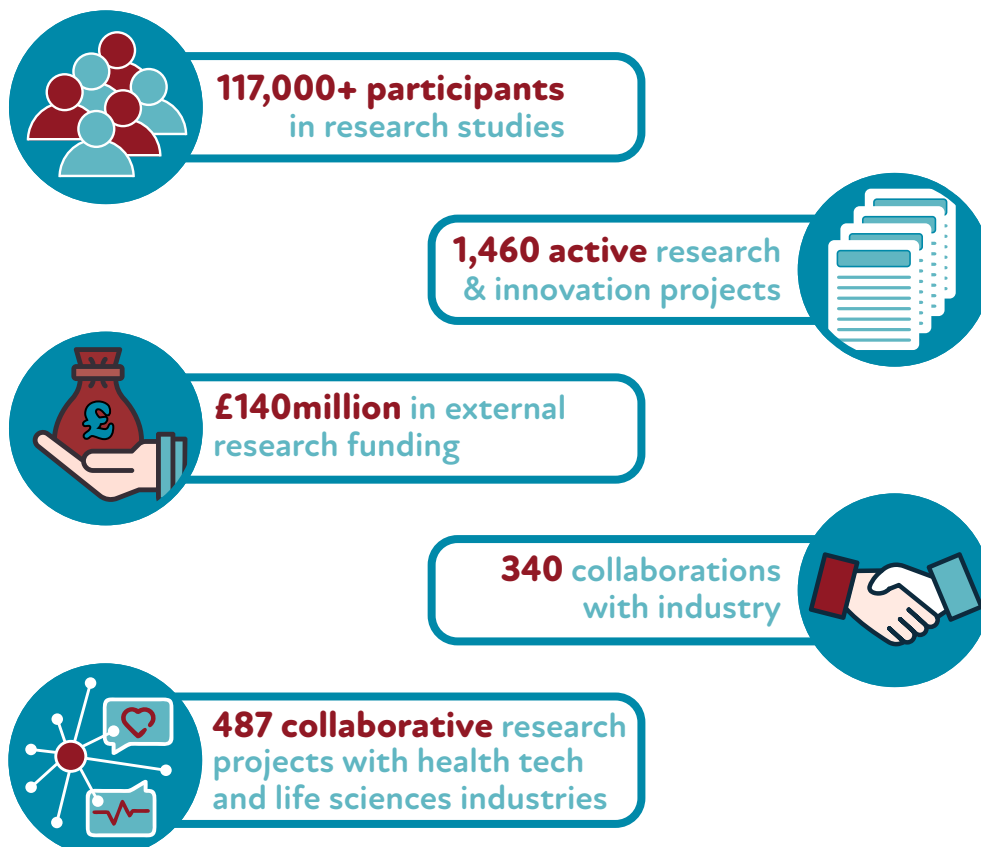 117,000+ participants
in research studies
1,460 active research
& innovation projects
£
£140million in external
research funding
340 collaborations
with industry
487 collaborative research
projects with health tech
and life sciences industries